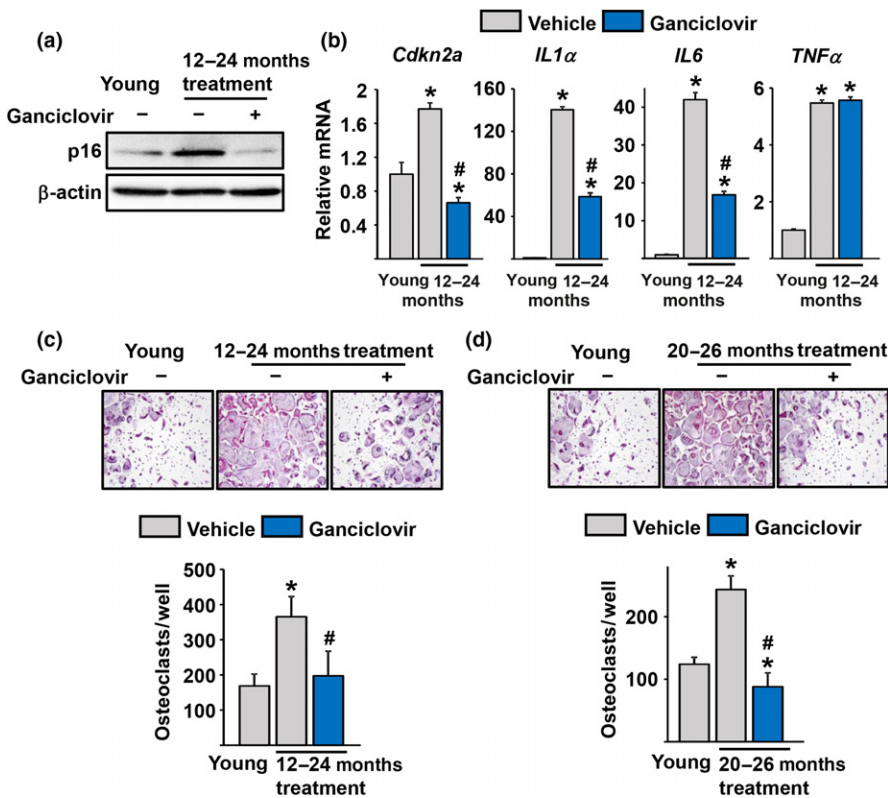 (a)
12–24 months
Young treatment
Ganciclovir – – +
p16
β-actin
(b)
Vehicle Ganciclovir
Cdkn2a IL1α IL6 TNFα
Relative mRNA
2
1.6
1.2
0.8
0.4
160
120
80
40
40
30
20
10
6
4
2
* # *
* # *
* # *
* *
Young 12–24 Young 12–24 Young 12–24 Young 12–24
months months months months
(c)
Young 12–24 months treatment
Ganciclovir – – +
Vehicle Ganciclovir
Osteoclasts/well
500
400
300
200
100
* #
Young 12–24 months
treatment
(d)
Young 20–26 months treatment
Ganciclovir – – +
Vehicle Ganciclovir
Osteoclasts/well
200
100
* # *
Young 20–26 months
treatment